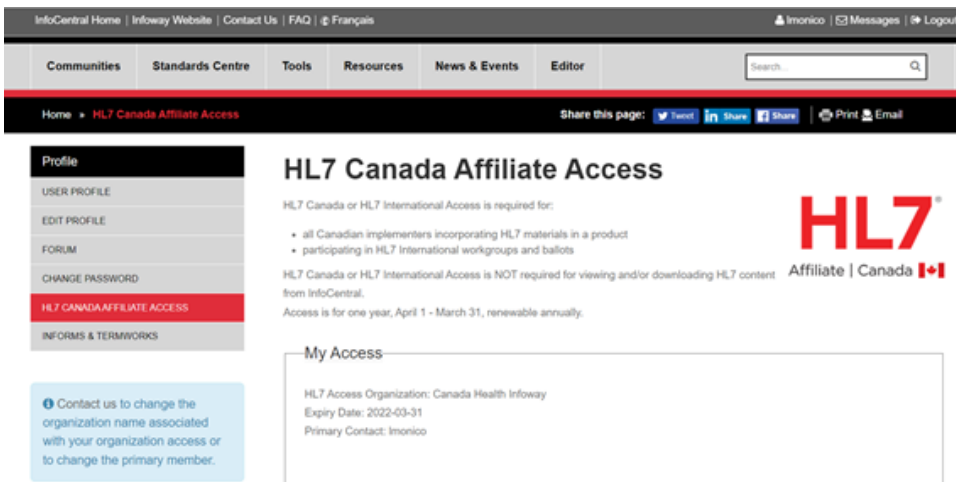 InfoCentral Home | Infoway Website | Contact Us | FAQ | Français
lmonico | Messages | Logout
Communities Standards Centre Tools Resources News & Events Editor
Search...
Home » HL7 Canada Affiliate Access
Share this page: Tweet Share Share Print Email
Profile
USER PROFILE
EDIT PROFILE
FORUM
CHANGE PASSWORD
HL7 CANADA AFFILIATE ACCESS
INFORMS & TERMWORKS
Contact us to change the
organization name associated
with your organization access or
to change the primary member.
HL7 Canada Affiliate Access
HL7 Canada or HL7 International Access is required for:
• all Canadian implementers incorporating HL7 materials in a product
• participating in HL7 International workgroups and ballots
HL7 Canada or HL7 International Access is NOT required for viewing and/or downloading HL7 content
from InfoCentral.
Access is for one year, April 1 - March 31, renewable annually.
HL7®
Affiliate | Canada
My Access
HL7 Access Organization: Canada Health Infoway
Expiry Date: 2022-03-31
Primary Contact: lmonico